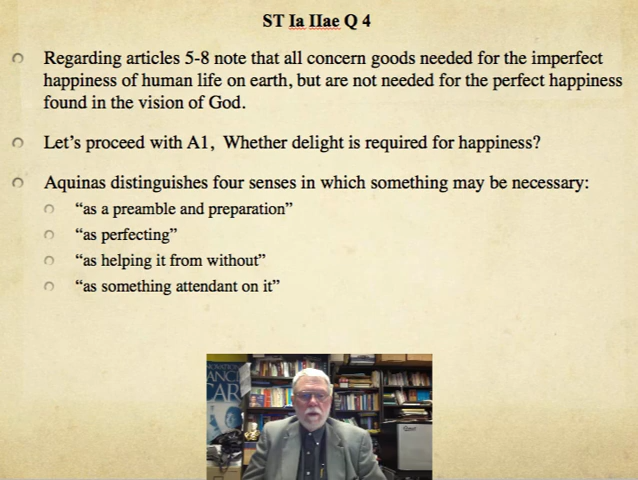 ST Ia IIae Q 4
Regarding articles 5-8 note that all concern goods needed for the imperfect
happiness of human life on earth, but are not needed for the perfect happiness
found in the vision of God.
Let’s proceed with A1,  Whether delight is required for happiness?
Aquinas distinguishes four senses in which something may be necessary:
“as a preamble and preparation”
“as perfecting”
“as helping it from without”
“as something attendant on it”